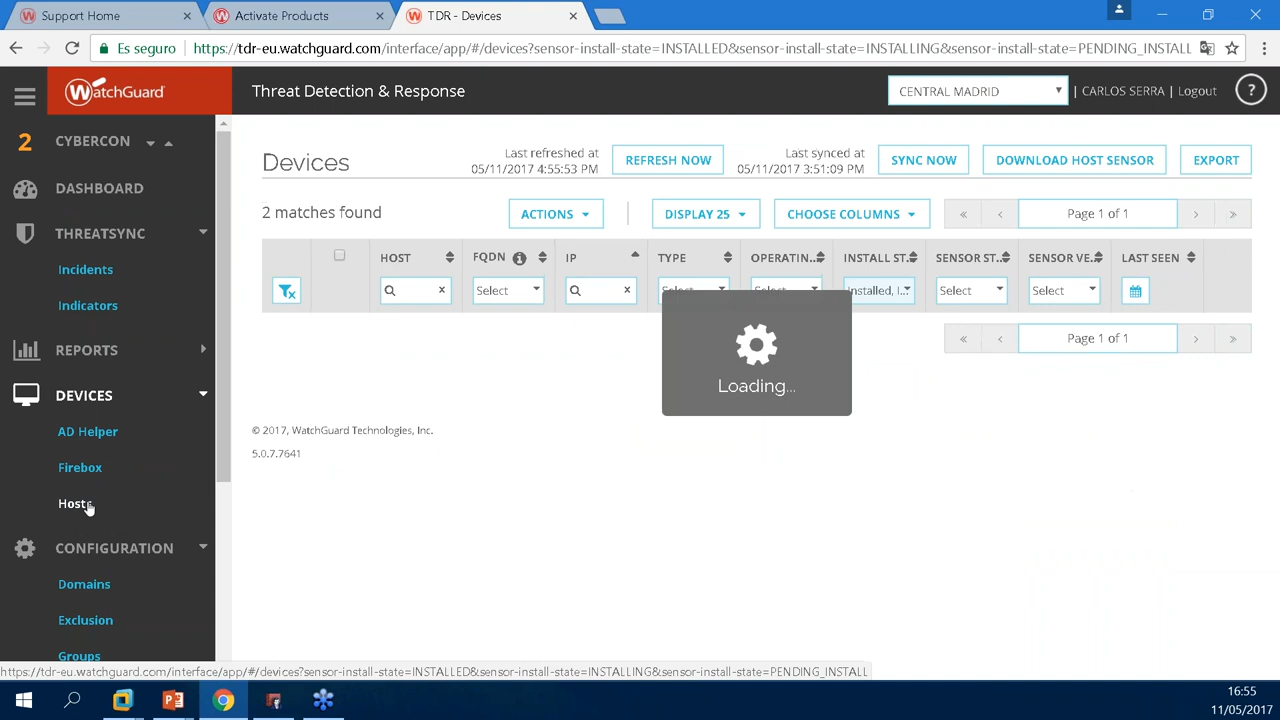 Support Home
Activate Products
TDR - Devices
Es seguro
https://tdr-eu.watchguard.com/interface/app/#/devices?sensor-install-state=INSTALLED&sensor-install-state=INSTALLING&sensor-install-state=PENDING_INSTALL
WatchGuard
Threat Detection & Response
CENTRAL MADRID
| CARLOS SERRA | Logout
?
2 CYBERCON
DASHBOARD
THREATSYNC
Incidents
Indicators
REPORTS
DEVICES
AD Helper
Firebox
Hosts
CONFIGURATION
Domains
Exclusion
Groups
Devices
Last refreshed at
05/11/2017 4:55:53 PM
REFRESH NOW
Last synced at
05/11/2017 3:51:09 PM
SYNC NOW
DOWNLOAD HOST SENSOR
EXPORT
2 matches found
ACTIONS
DISPLAY 25
CHOOSE COLUMNS
« ‹ Page 1 of 1 › »
HOST FQDN IP TYPE OPERATIN... INSTALL ST... SENSOR ST... SENSOR VE... LAST SEEN
× Select × Select Select Installed, I... Select Select
Loading...
« ‹ Page 1 of 1 › »
© 2017, WatchGuard Technologies, Inc.
5.0.7.7641
https://tdr-eu.watchguard.com/interface/app/#/devices?sensor-install-state=INSTALLED&sensor-install-state=INSTALLING&sensor-install-state=PENDING_INSTALL
16:55
11/05/2017